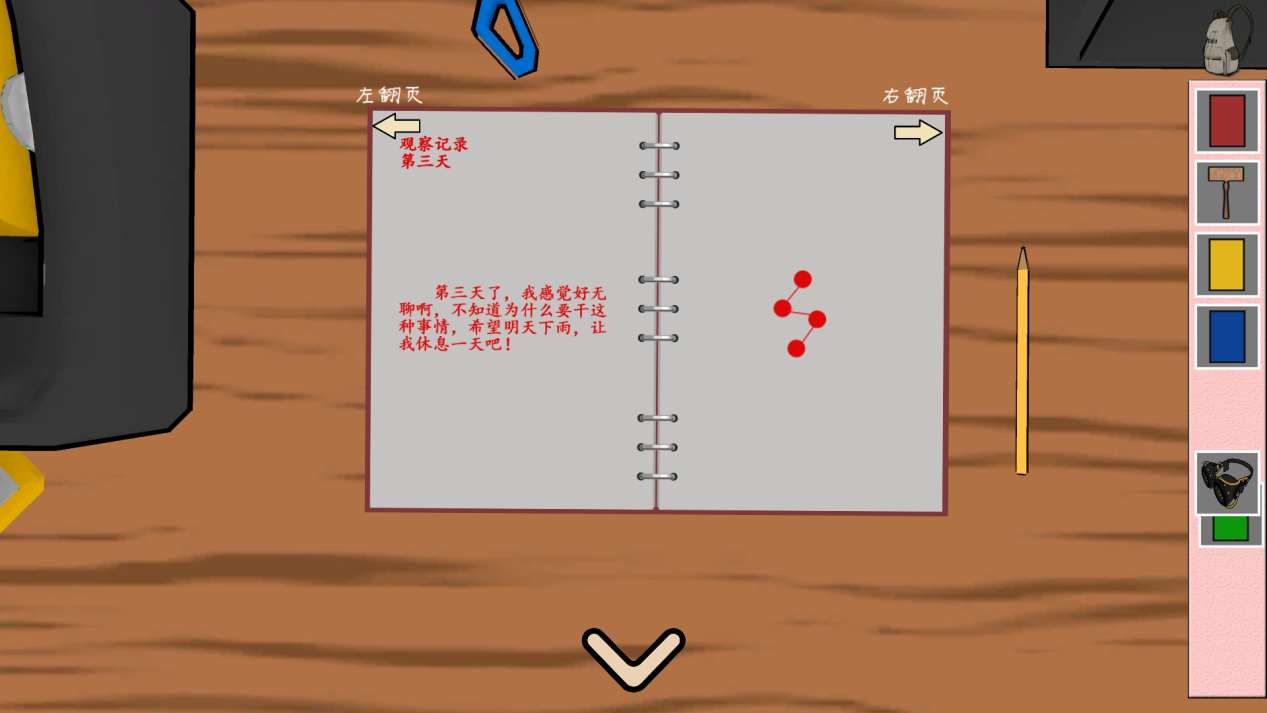 左翻页
右翻页
观察记录
第三天
第三天了，我感觉好无
聊啊，不知道为什么要干这
种事情，希望明天下雨，让
我休息一天吧！